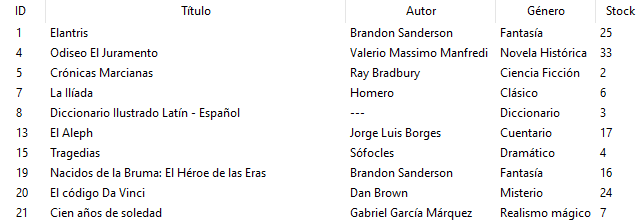 ID Título Autor Género Stock
1 Elantris Brandon Sanderson Fantasía 25
4 Odiseo El Juramento Valerio Massimo Manfredi Novela Histórica 33
5 Crónicas Marcianas Ray Bradbury Ciencia Ficción 2
7 La Ilíada Homero Clásico 6
8 Diccionario Ilustrado Latín - Español --- Diccionario 3
13 El Aleph Jorge Luis Borges Cuentario 17
15 Tragedias Sófocles Dramático 4
19 Nacidos de la Bruma: El Héroe de las Eras Brandon Sanderson Fantasía 16
20 El código Da Vinci Dan Brown Misterio 24
21 Cien años de soledad Gabriel García Márquez Realismo mágico 7